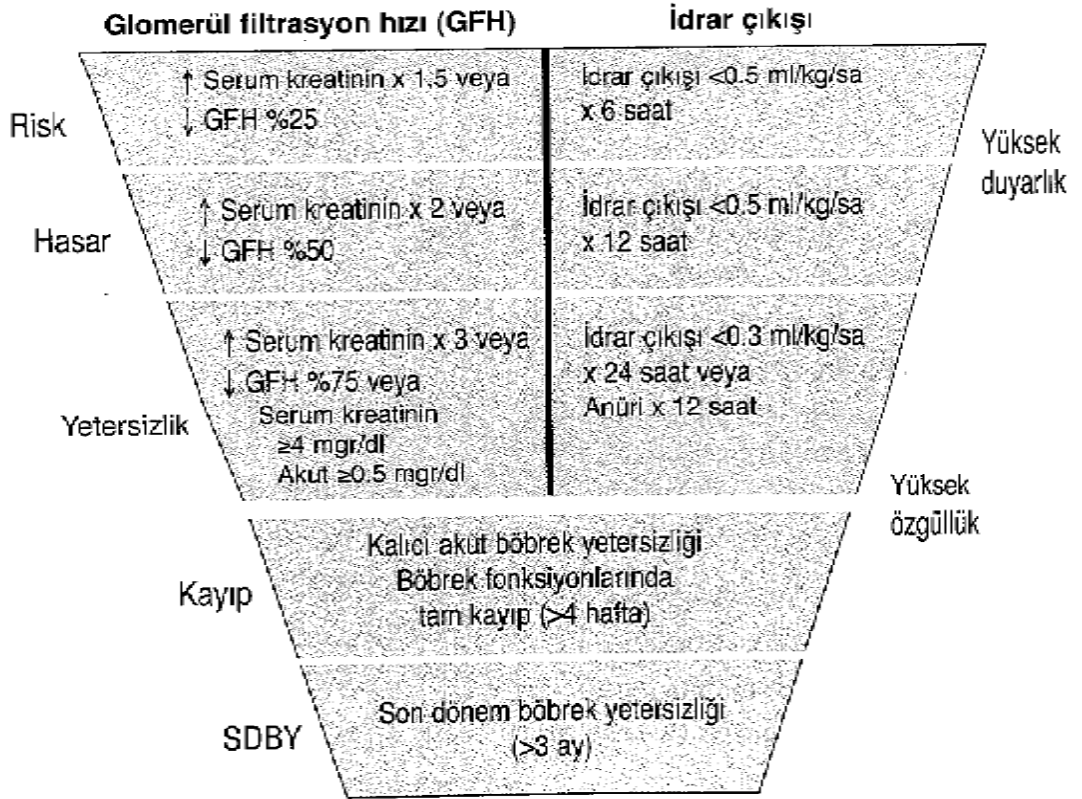 Glomerül filtrasyon hızı (GFH)
İdrar çıkışı
Risk
↑ Serum kreatinin x 1.5 veya
↓ GFH %25
İdrar çıkışı <0.5 ml/kg/sa
x 6 saat
Yüksek
duyarlık
Hasar
↑ Serum kreatinin x 2 veya
↓ GFH %50
İdrar çıkışı <0.5 ml/kg/sa
x 12 saat
Yetersizlik
↑ Serum kreatinin x 3 veya
↓ GFH %75 veya
Serum kreatinin
≥4 mgr/dl
Akut ≥0.5 mgr/dl
İdrar çıkışı <0.3 ml/kg/sa
x 24 saat veya
Anüri x 12 saat
Yüksek
özgüllük
Kayıp
Kalıcı akut böbrek yetersizliği
Böbrek fonksiyonlarında
tam kayıp (>4 hafta)
SDBY
Son dönem böbrek yetersizliği
(>3 ay)